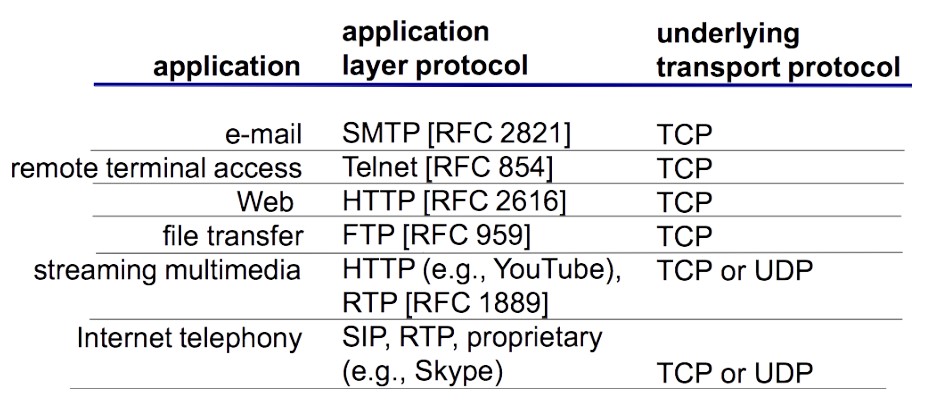 application application layer protocol underlying transport protocol
e-mail SMTP [RFC 2821] TCP
remote terminal access Telnet [RFC 854] TCP
Web HTTP [RFC 2616] TCP
file transfer FTP [RFC 959] TCP
streaming multimedia HTTP (e.g., YouTube), TCP or UDP
RTP [RFC 1889]
Internet telephony SIP, RTP, proprietary
(e.g., Skype) TCP or UDP